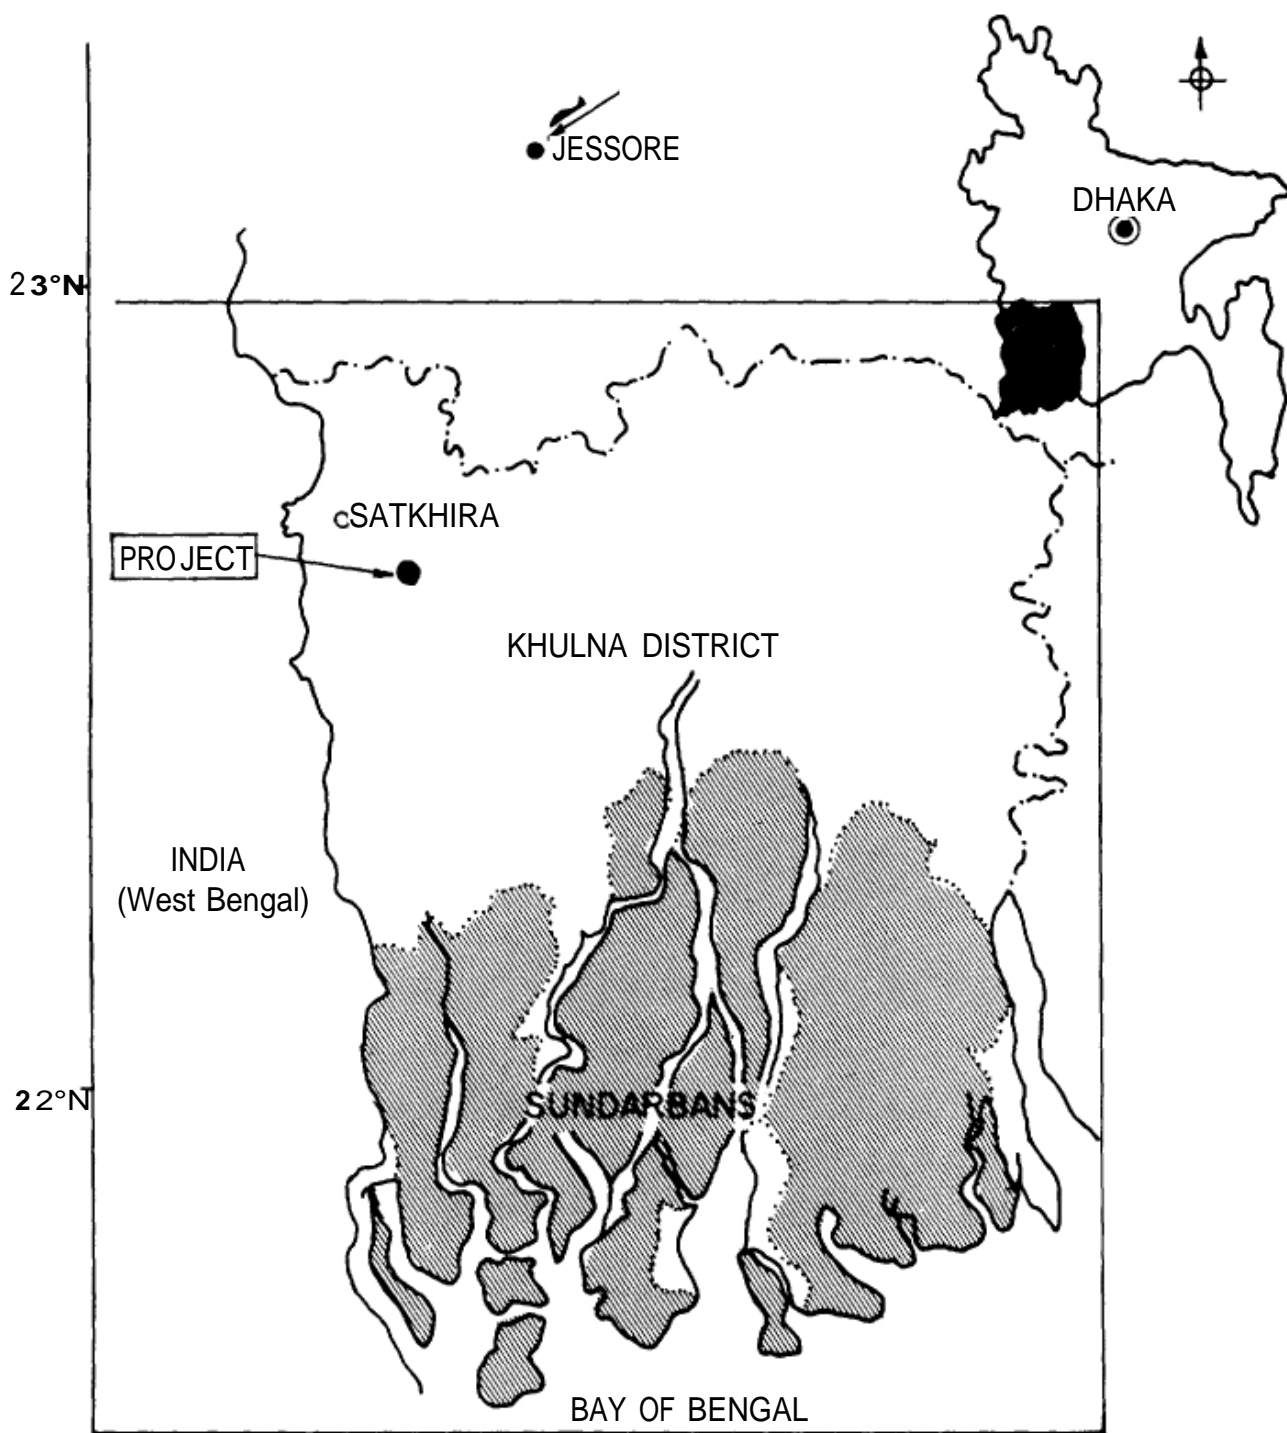 JESSORE
DHAKA
23°N
SATKHIRA
PROJECT
KHULNA DISTRICT
INDIA
(West Bengal)
22°N
SUNDARBANS
BAY OF BENGAL